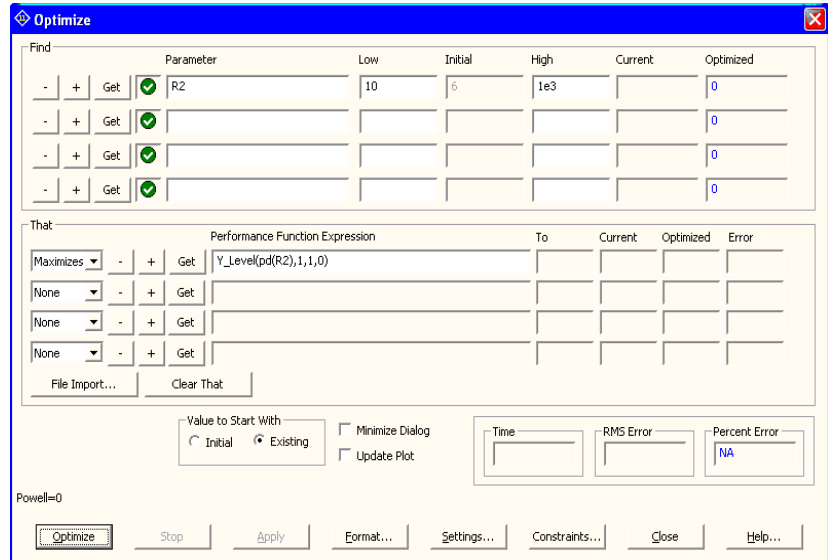 Optimize
Find
Parameter Low Initial High Current Optimized
- + Get R2 10 6 1e3 0
- + Get 0
- + Get 0
- + Get 0
That
Performance Function Expression To Current Optimized Error
Maximizes - + Get Y_Level(pd(R2),1,1,0)
None - + Get
None - + Get
None - + Get
File Import... Clear That
Value to Start With
Initial Existing
Minimize Dialog
Update Plot
Time RMS Error Percent Error
NA
Powell=0
Optimize Stop Apply Format... Settings... Constraints... Close Help...